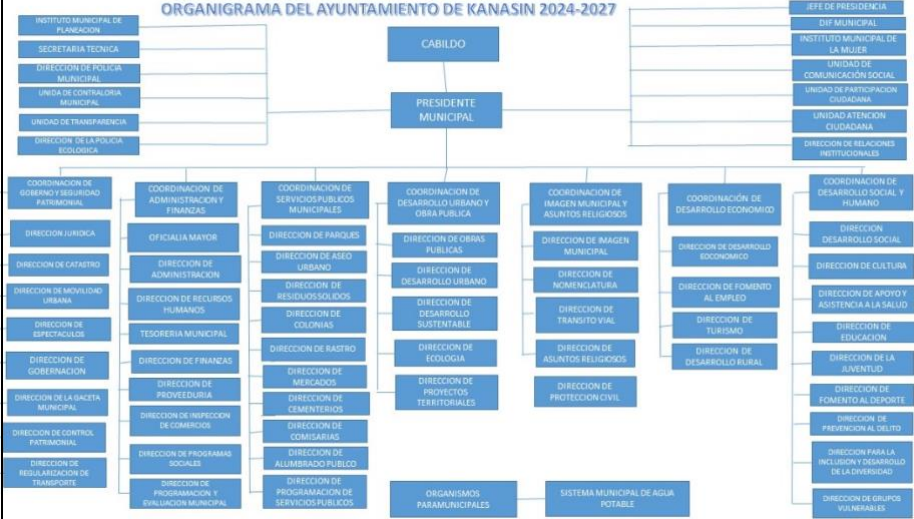 ORGANIGRAMA DEL AYUNTAMIENTO DE KANASIN 2024-2027
INSTITUTO MUNICIPAL DE
PLANEACION
SECRETARIA TECNICA
DIRECCION DE POLICIA
MUNICIPAL
UNIDA DE CONTRALORIA
MUNICIPAL
UNIDAD DE TRANSPARENCIA
DIRECCION DE LA POLICIA
ECOLOGICA
CABILDO
PRESIDENTE
MUNICIPAL
JEFE DE PRESIDENCIA
DIF MUNICIPAL
INSTITUTO MUNICIPAL DE
LA MUJER
UNIDAD DE
COMUNICACIÓN SOCIAL
UNIDAD DE PARTICIPACION
CIUDADANA
UNIDAD ATENCION
CIUDADANA
DIRECCION DE RELACIONES
INSTITUCIONALES
COORDINACION DE
GOBIERNO Y SEGURIDAD
PATRIMONIAL
DIRECCION JURIDICA
DIRECCION DE CATASTRO
DIRECCION DE MOVILIDAD
URBANA
DIRECCION DE
ESPECTACULOS
DIRECCION DE
GOBERNACION
DIRECCION DE LA GACETA
MUNICIPAL
DIRECCION DE CONTROL
PATRIMONIAL
DIRECCION DE
REGULARIZACION DE
TRANSPORTE
COORDINACION DE
ADMINISTRACION Y
FINANZAS
OFICIALIA MAYOR
DIRECCION DE
ADMINISTRACION
DIRECCION DE RECURSOS
HUMANOS
TESORERIA MUNICIPAL
DIRECCION DE FINANZAS
DIRECCION DE
PROVEEDURIA
DIRECCION DE INSPECCION
DE COMERCIOS
DIRECCION DE PROGRAMAS
SOCIALES
DIRECCION DE
PROGRAMACION Y
EVALUACION MUNICIPAL
COORDINACION DE
SERVICIOS PUBLICOS
MUNICIPALES
DIRECCION DE PARQUES
DIRECCION DE ASEO
URBANO
DIRECCION DE
RESIDUOS SOLIDOS
DIRECCION DE
COLONIAS
DIRECCION DE RASTRO
DIRECCION DE
MERCADOS
DIRECCION DE
CEMENTERIOS
DIRECCION DE
COMISARIAS
DIRECCION DE
ALUMBRADO PUBLCO
DIRECCION DE
PROGRAMACION DE
SERVICIOS PUBLICOS
COORDINACION DE
DESARROLLO URBANO Y
OBRA PUBLICA
DIRECCION DE OBRAS
PUBLICAS
DIRECCION DE
DESARROLLO URBANO
DIRECCION DE
DESARROLLO
SUSTENTABLE
DIRECCION DE
ECOLOGIA
DIRECCION DE
PROYECTOS
TERRITORIALES
COORDINACION DE
IMAGEN MUNICIPAL Y
ASUNTOS RELIGIOSOS
DIRECCION DE IMAGEN
MUNICIPAL
DIRECCION DE
NOMENCLATURA
DIRECCION DE
TRANSITO VIAL
DIRECCION DE
ASUNTOS RELIGIOSOS
DIRECCION DE
PROTECCION CIVIL
COORDINACIÓN DE
DESARROLLO ECONOMICO
DIRECCION DE DESARROLLO
EOCONOMICO
DIRECCION DE FOMENTO
AL EMPLEO
DIRECCION DE
TURISMO
DIRECCION DE
DESARROLLO RURAL
COORDINACION DE
DESARROLLO SOCIAL Y
HUMANO
DIRECCION
DESARROLLO SOCIAL
DIRECCION DE CULTURA
DIRECCION DE APOYO Y
ASISTENCIA A LA SALUD
DIRECCION DE
EDUCACION
DIRECCION DE LA
JUVENTUD
DIRECCION DE
FOMENTO AL DEPORTE
DIRECCION DE
PREVENCION AL DELITO
DIRECCION PARA LA
INCLUSION Y DESARROLLO
DE LA DIVERSIDAD
DIRECCION DE GRUPOS
VULNERABLES
ORGANISMOS
PARAMUNICIPALES
SISTEMA MUNICIPAL DE AGUA
POTABLE